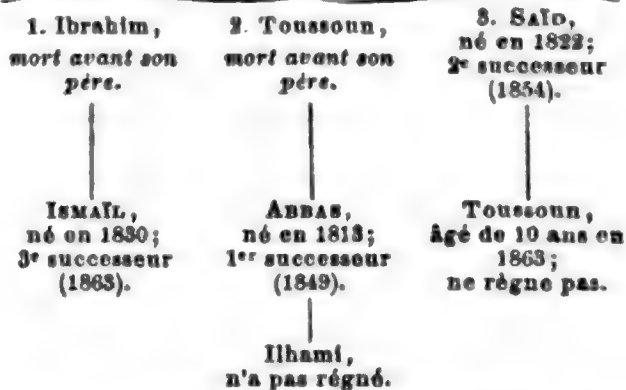 1. Ibrahim,
mort avant son
père.
2. Toussoun,
mort avant son
père.
3. SAÏD,
né en 1822;
2e successeur
(1854).
ISMAÏL,
né en 1830;
3e successeur
(1863).
ABBAS,
né en 1813;
1er successeur
(1849).
Toussoun,
âgé de 10 ans en
1863;
ne règne pas.
Ilhami,
n'a pas régné.